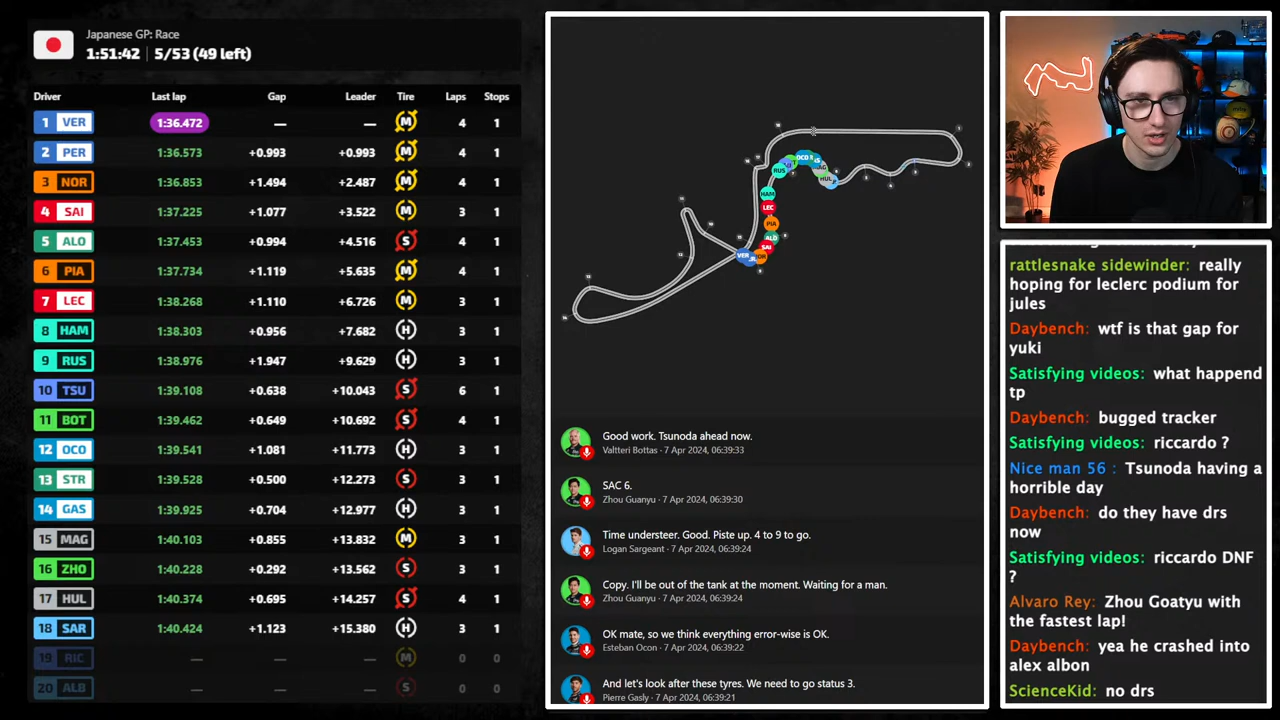 Japanese GP: Race
1:51:42 5/53 (49 left)
Driver Last lap Gap Leader Tire Laps Stops
1 VER 1:36.472 — — M 4 1
2 PER 1:36.573 +0.993 +0.993 M 4 1
3 NOR 1:36.853 +1.494 +2.487 M 4 1
4 SAI 1:37.225 +1.077 +3.522 M 3 1
5 ALO 1:37.453 +0.994 +4.516 S 4 1
6 PIA 1:37.734 +1.119 +5.635 M 4 1
7 LEC 1:38.268 +1.110 +6.726 M 3 1
8 HAM 1:38.303 +0.956 +7.682 H 3 1
9 RUS 1:38.976 +1.947 +9.629 H 3 1
10 TSU 1:39.108 +0.638 +10.043 S 6 1
11 BOT 1:39.462 +0.649 +10.692 S 4 1
12 OCO 1:39.541 +1.081 +11.773 H 3 1
13 STR 1:39.528 +0.500 +12.273 S 3 1
14 GAS 1:39.925 +0.704 +12.977 H 3 1
15 MAG 1:40.103 +0.855 +13.832 M 3 1
16 ZHO 1:40.228 +0.292 +13.562 S 3 1
17 HUL 1:40.374 +0.695 +14.257 S 4 1
18 SAR 1:40.424 +1.123 +15.380 H 3 1
19 RIC — — — M 0 0
20 ALB — — — S 0 0
OCO
RUS
HUL
HAM
LEC
PIA
ALO
SAI
VER
Good work. Tsunoda ahead now.
Valtteri Bottas · 7 Apr 2024, 06:39:33
SAC 6.
Zhou Guanyu · 7 Apr 2024, 06:39:30
Time understeer. Good. Piste up. 4 to 9 to go.
Logan Sargeant · 7 Apr 2024, 06:39:24
Copy. I'll be out of the tank at the moment. Waiting for a man.
Zhou Guanyu · 7 Apr 2024, 06:39:24
OK mate, so we think everything error-wise is OK.
Esteban Ocon · 7 Apr 2024, 06:39:22
And let's look after these tyres. We need to go status 3.
Pierre Gasly · 7 Apr 2024, 06:39:21
rattlesnake sidewinder: really
hoping for leclerc podium for
jules
Daybench: wtf is that gap for
yuki
Satisfying videos: what happend
tp
Daybench: bugged tracker
Satisfying videos: riccardo ?
Nice man 56 : Tsunoda having a
horrible day
Daybench: do they have drs
now
Satisfying videos: riccardo DNF
?
Alvaro Rey: Zhou Goatyu with
the fastest lap!
Daybench: yea he crashed into
alex albon
ScienceKid: no drs